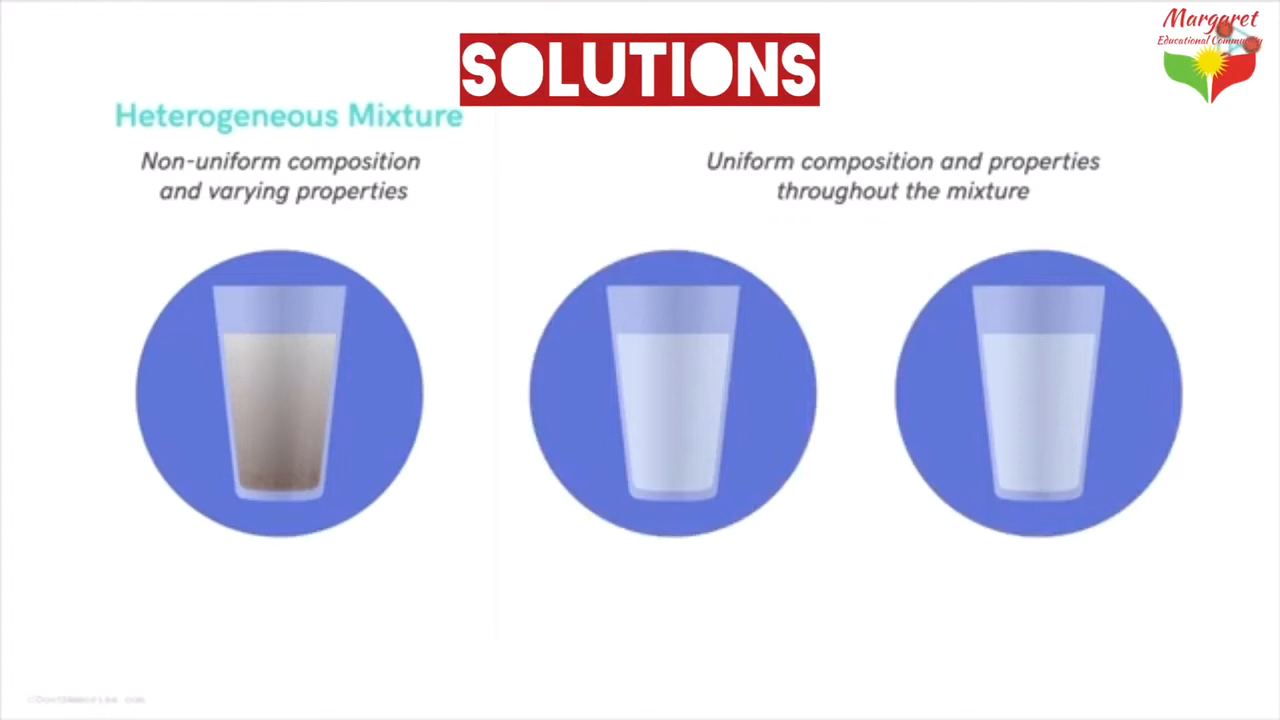 SOLUTIONS
Margaret
Educational Community
Heterogeneous Mixture
Non-uniform composition
and varying properties
Uniform composition and properties
throughout the mixture